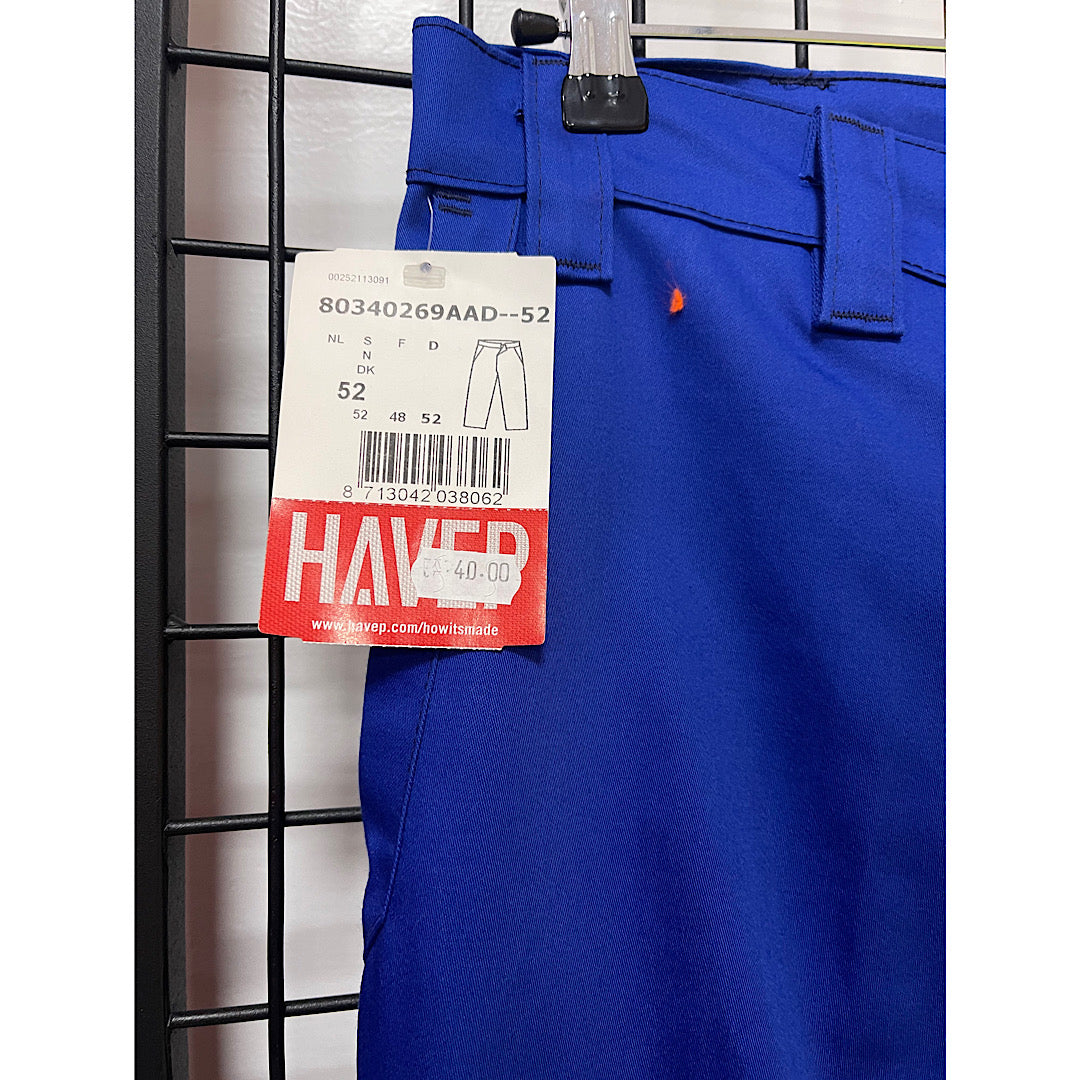 00252113091
80340269AAD--52
NL S F D
N
DK
52
52 48 52
8 713042 038062
HAVEP
40.00
www.havep.com/howitsmade